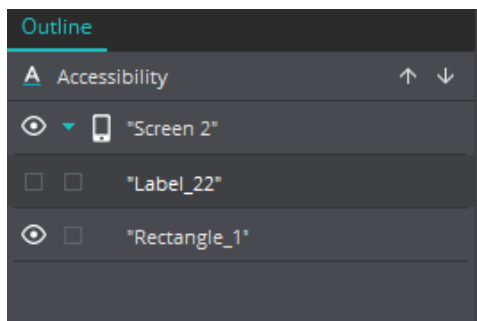 Outline
A Accessibility
"Screen 2"
"Label_22"
"Rectangle_1"